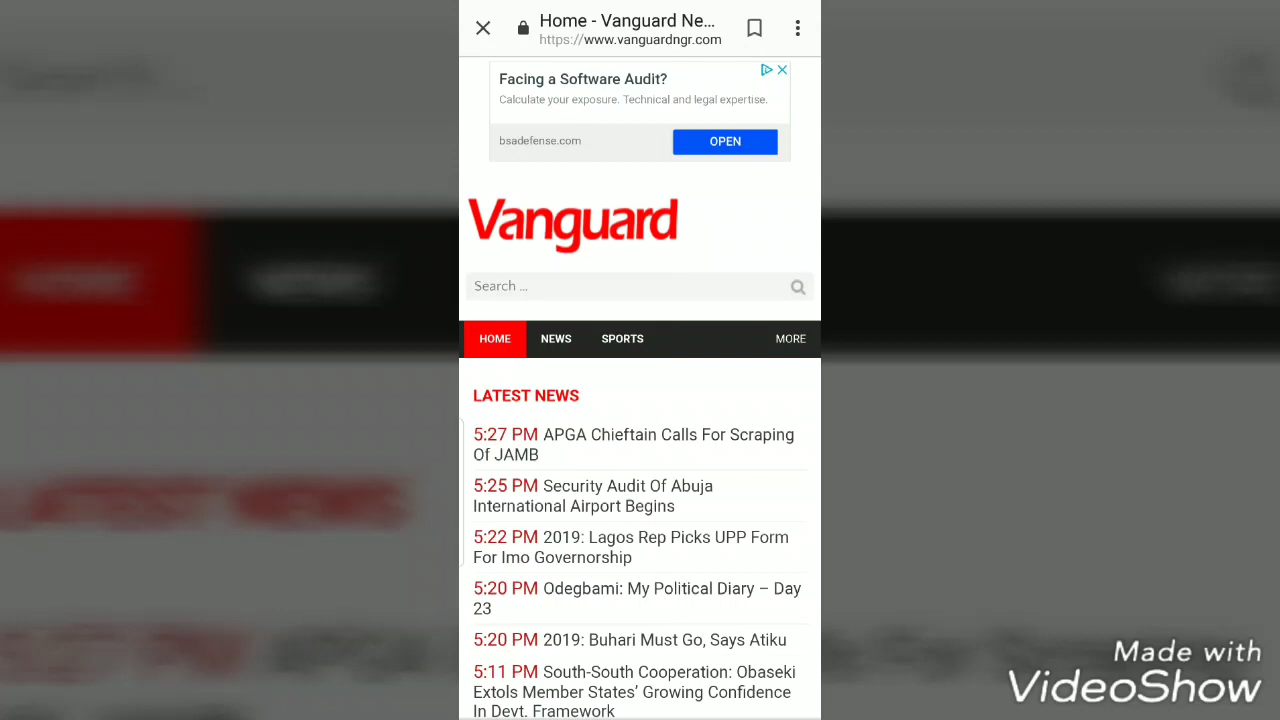 Home - Vanguard Ne...
https://www.vanguardngr.com
Facing a Software Audit?
Calculate your exposure. Technical and legal expertise.
bsadefense.com
OPEN
Vanguard
Search ...
HOME NEWS SPORTS MORE
LATEST NEWS
5:27 PM APGA Chieftain Calls For Scraping
Of JAMB
5:25 PM Security Audit Of Abuja
International Airport Begins
5:22 PM 2019: Lagos Rep Picks UPP Form
For Imo Governorship
5:20 PM Odegbami: My Political Diary – Day
23
5:20 PM 2019: Buhari Must Go, Says Atiku
5:11 PM South-South Cooperation: Obaseki
Extols Member States’ Growing Confidence
In Devt. Framework
Made with
VideoShow